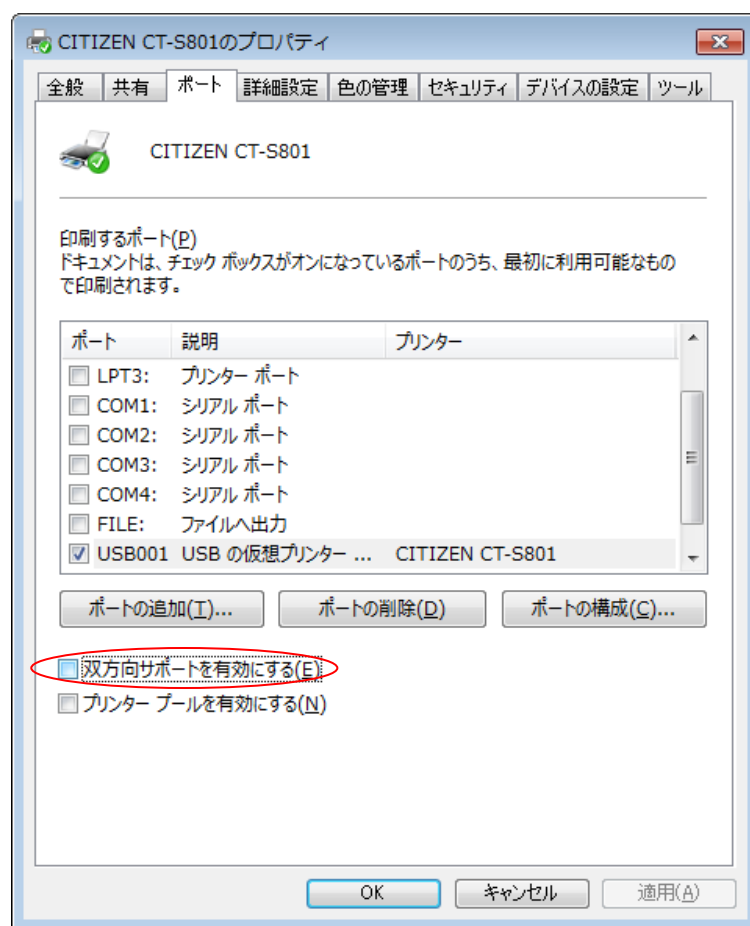 CITIZEN CT-S801のプロパティ
全般 共有 ポート 詳細設定 色の管理 セキュリティ デバイスの設定 ツール
CITIZEN CT-S801
印刷するポート(P)
ドキュメントは、チェック ボックスがオンになっているポートのうち、最初に利用可能なもの
で印刷されます。
ポート 説明 プリンター
LPT3: プリンター ポート
COM1: シリアル ポート
COM2: シリアル ポート
COM3: シリアル ポート
COM4: シリアル ポート
FILE: ファイルへ出力
USB001 USB の仮想プリンター ... CITIZEN CT-S801
ポートの追加(T)... ポートの削除(D) ポートの構成(C)...
双方向サポートを有効にする(E)
プリンター プールを有効にする(N)
OK キャンセル 適用(A)